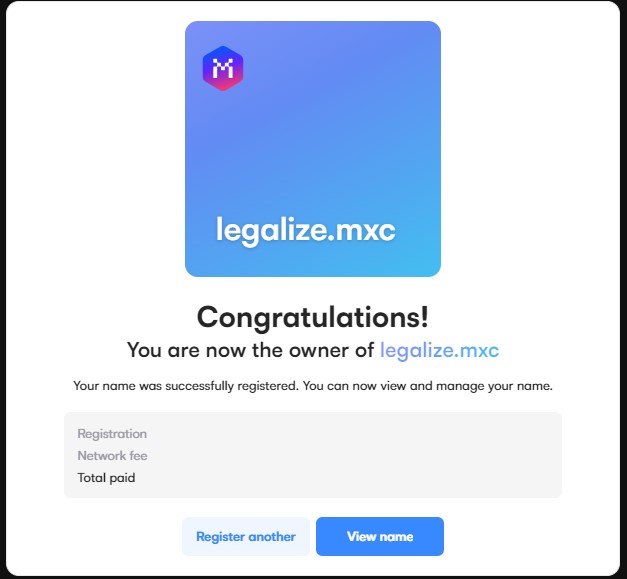 legalize.mxc
Congratulations!
You are now the owner of legalize.mxc
Your name was successfully registered. You can now view and manage your name.
Registration
Network fee
Total paid
Register another
View name